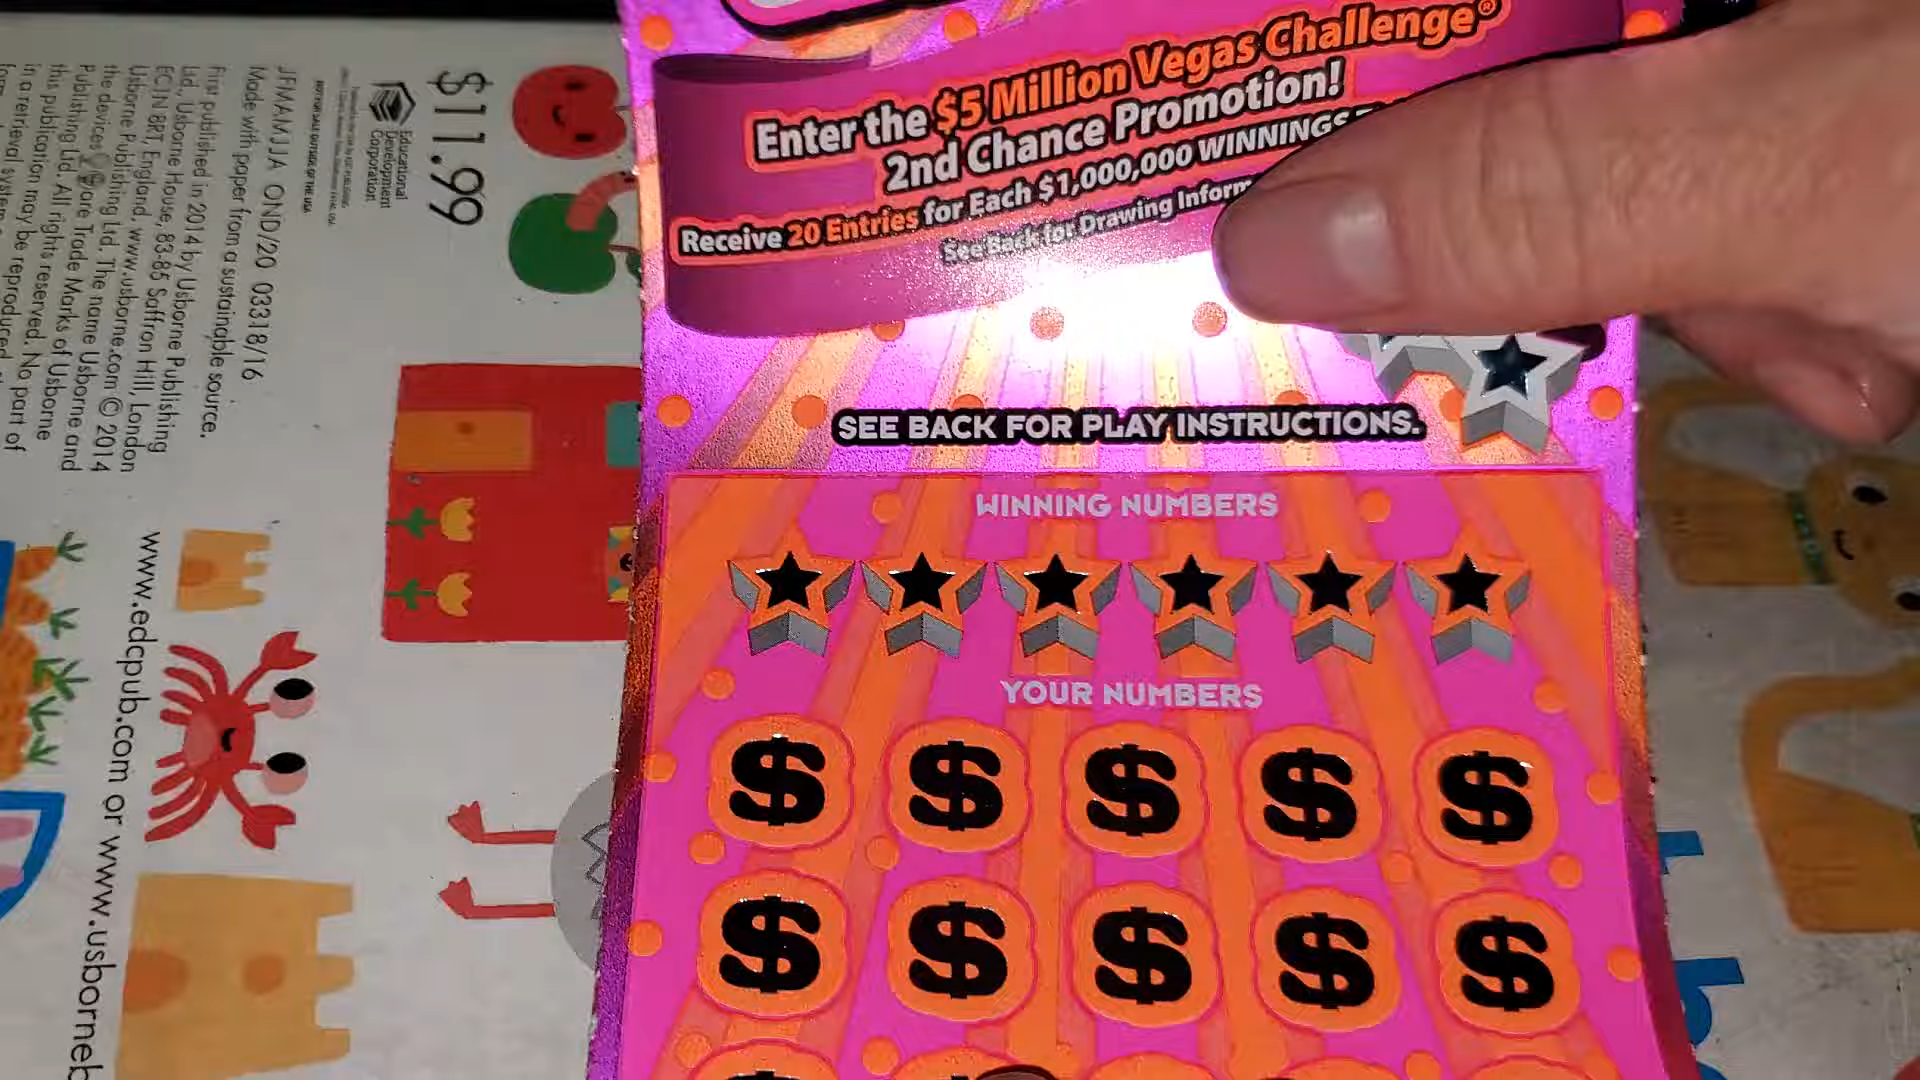 Enter the $5 Million Vegas Challenge®
2nd Chance Promotion!
Receive 20 Entries for Each $1,000,000 WINNINGS
See Back for Drawing
SEE BACK FOR PLAY INSTRUCTIONS.
WINNING NUMBERS
YOUR NUMBERS
$ $ $ $ $
$ $ $ $ $
$11.99
Educational
Development
Corporation
JFMAMJJA OND/20 03318/16
Made with paper from a sustainable source.
First published in 2014 by Usborne Publishing
Ltd., Usborne House, 83-85 Saffron Hill, London
EC1N 8RT, England. www.usborne.com © 2014
Usborne Publishing Ltd. The name Usborne and
the devices are Trade Marks of Usborne
Publishing Ltd. All rights reserved. No part of
this publication may be reproduced,
in a retrieval system
www.edcpub.com or www.usborneb